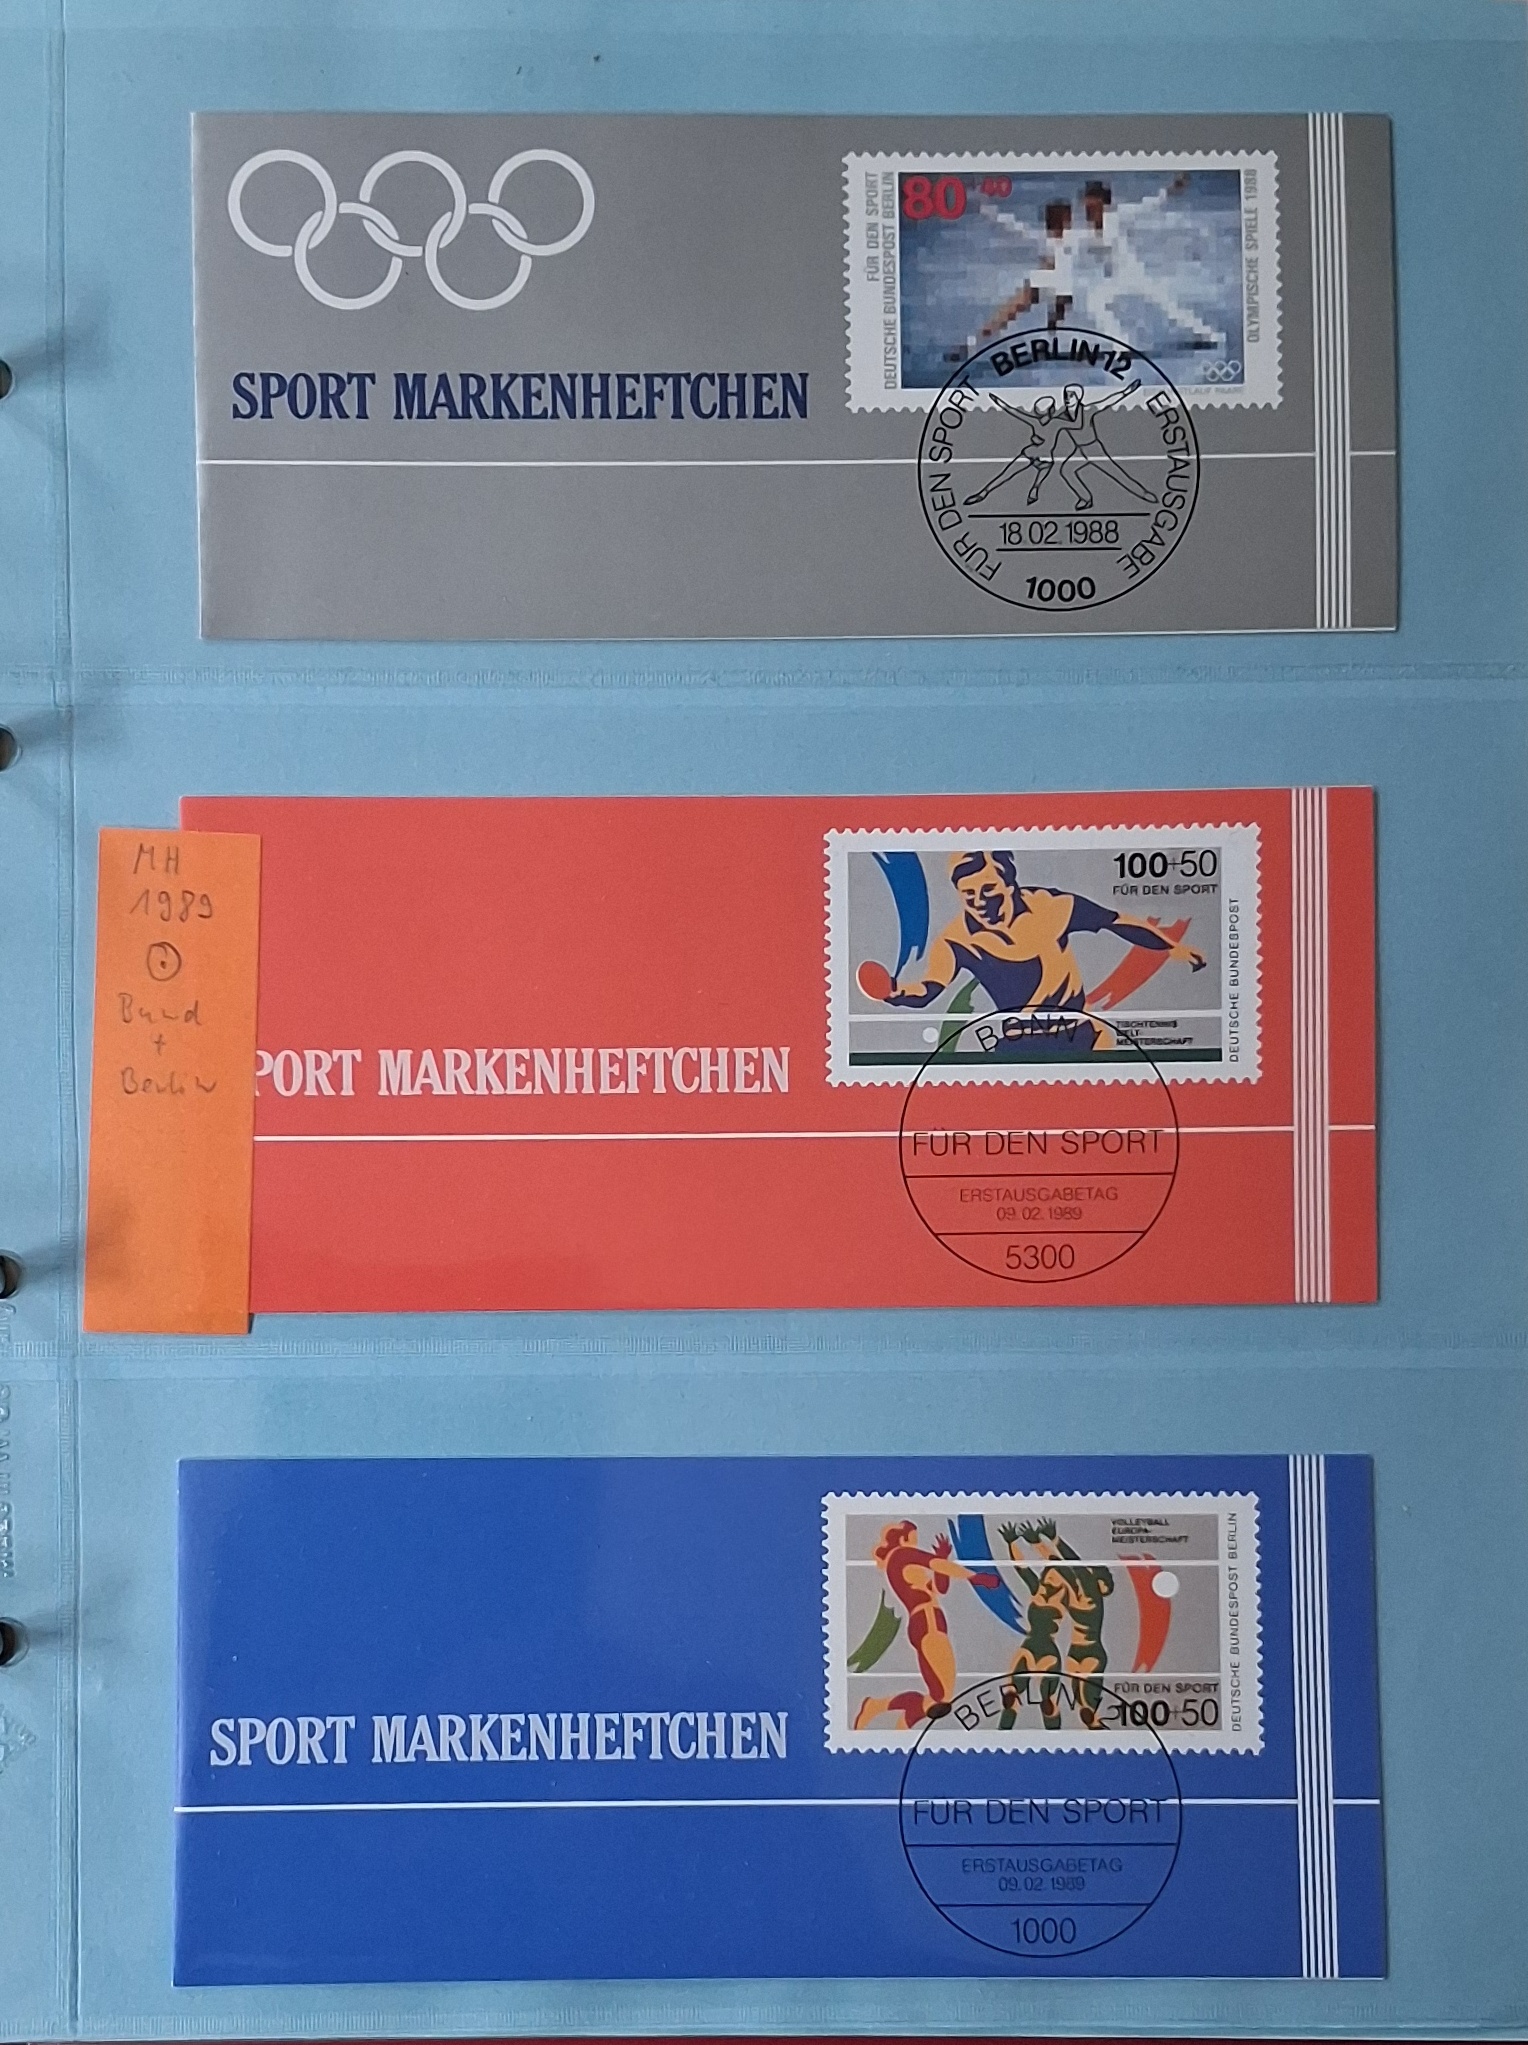 FÜR DEN SPORT
DEUTSCHE BUNDESPOST BERLIN
80+40
OLYMPISCHE SPIELE 1988
SPORT MARKENHEFTCHEN
BERLIN 12
FÜR DEN SPORT
ERSTAUSGABE
18.02.1988
1000
MH
1989
Bund
+
Berlin
PORT MARKENHEFTCHEN
100+50
FÜR DEN SPORT
DEUTSCHE BUNDESPOST
TISCHTENNIS
WELT-
MEISTERSCHAFT
BONN
FÜR DEN SPORT
ERSTAUSGABETAG
09.02.1989
5300
SPORT MARKENHEFTCHEN
VOLLEYBALL
EUROPA-
MEISTERSCHAFT
DEUTSCHE BUNDESPOST BERLIN
FÜR DEN SPORT
100+50
BERLIN 12
FÜR DEN SPORT
ERSTAUSGABETAG
09.02.1989
1000